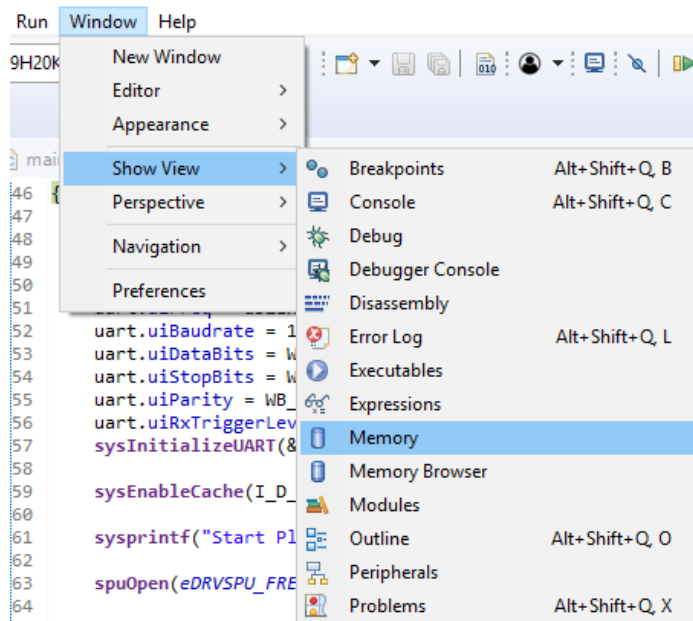 Run Window Help
9H20K
New Window
Editor
Appearance
Show View
Perspective
Navigation
Preferences
Breakpoints Alt+Shift+Q, B
Console Alt+Shift+Q, C
Debug
Debugger Console
Disassembly
Error Log Alt+Shift+Q, L
Executables
Expressions
Memory
Memory Browser
Modules
Outline Alt+Shift+Q, O
Peripherals
Problems Alt+Shift+Q, X
010
mai
46 {
47
48
49
50
51
52 uart.uiBaudrate = 1
53 uart.uiDataBits = W
54 uart.uiStopBits = W
55 uart.uiParity = WB_
56 uart.uiRxTriggerLev
57 sysInitializeUART(&
58
59 sysEnableCache(I_D_
60
61 sysprintf("Start Pl
62
63 spuOpen(eDRVSPU_FRE
64